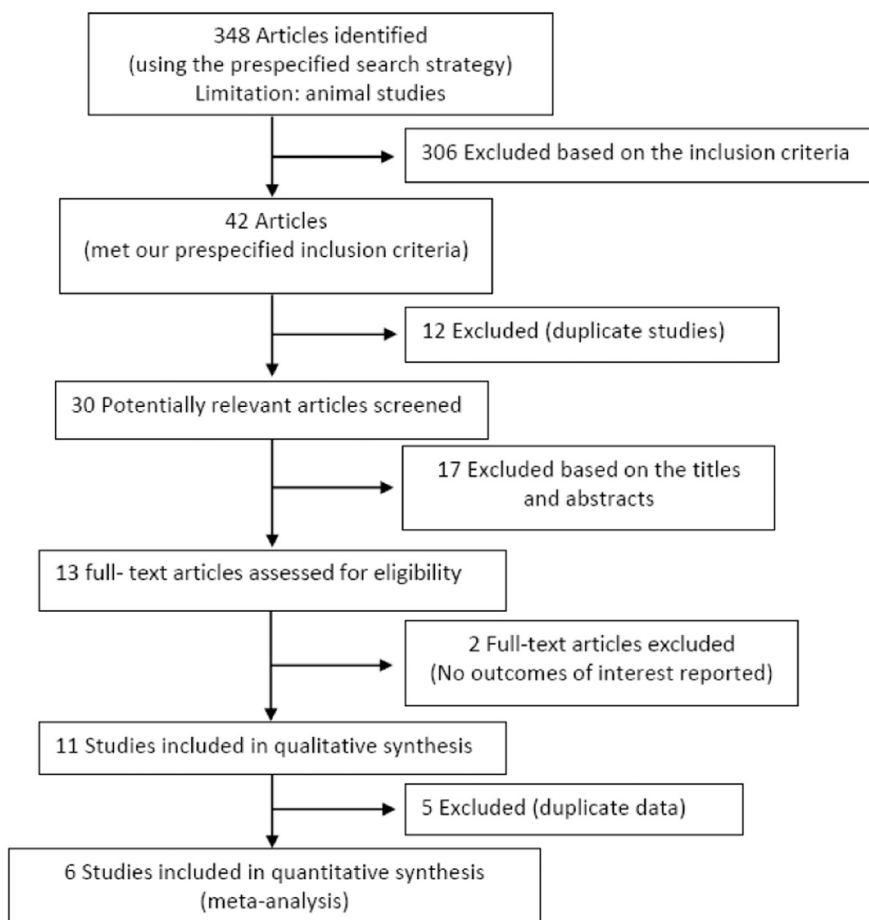 348 Articles identified
(using the prespecified search strategy)
Limitation: animal studies
306 Excluded based on the inclusion criteria
42 Articles
(met our prespecified inclusion criteria)
12 Excluded (duplicate studies)
30 Potentially relevant articles screened
17 Excluded based on the titles
and abstracts
13 full- text articles assessed for eligibility
2 Full-text articles excluded
(No outcomes of interest reported)
11 Studies included in qualitative synthesis
5 Excluded (duplicate data)
6 Studies included in quantitative synthesis
(meta-analysis)